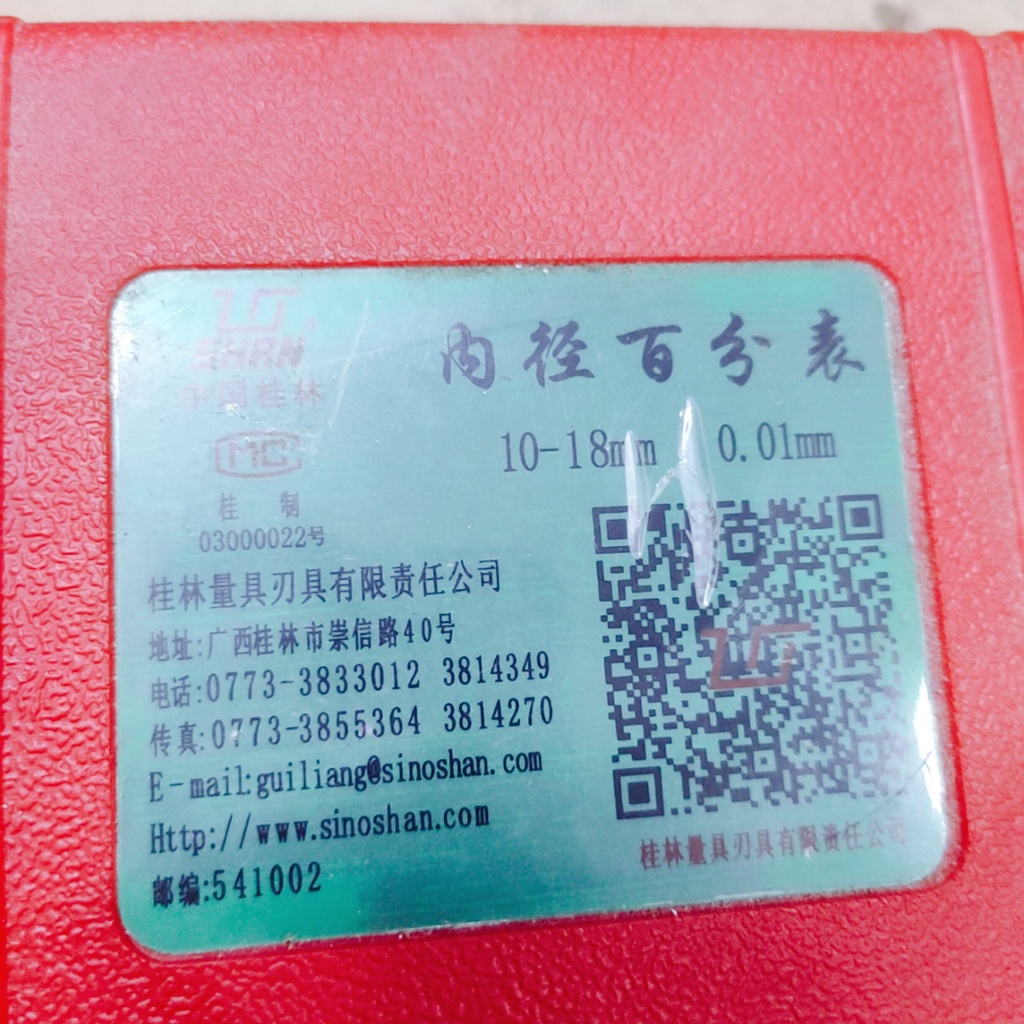 SHAN
中国桂林
MC
桂 制
03000022号
内径百分表
10-18mm 0.01mm
桂林量具刃具有限责任公司
地址:广西桂林市崇信路40号
电话:0773-3833012 3814349
传真:0773-3855364 3814270
E-mail:guiliang@sinoshan.com
Http://www.sinoshan.com
邮编:541002
桂林量具刃具有限责任公司